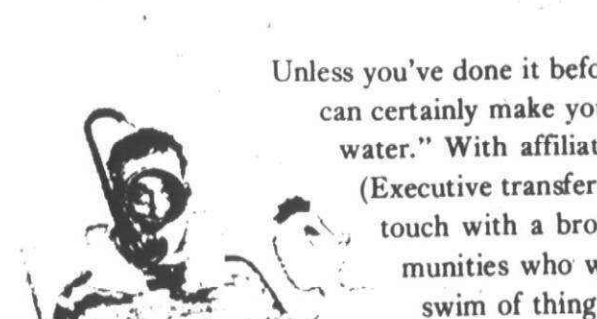 Unless you've done it befo
can certainly make you
water." With affiliat
(Executive transfer
touch with a bro
munities who w
swim of thing